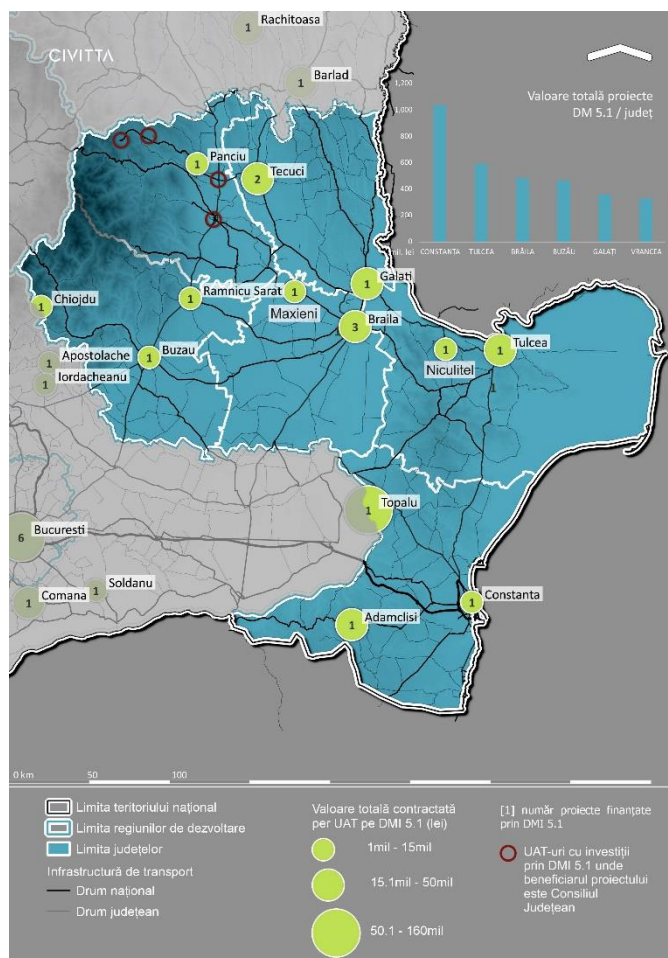 Rachitoasa
1
CIVITTA
Barlad
1
Valoare totală proiecte
DM 5.1 / județ
1,200
1,000
800
600
400
200
0
mil. lei
CONSTANȚA
TULCEA
BRĂILA
BUZĂU
GALAȚI
VRANCEA
Panciu
1
Tecuci
2
Galati
1
Chiojdu
1
Ramnicu Sarat
1
1
Maxieni
Braila
3
Apostolache
1
Iordacheanu
1
Buzau
1
1
Niculitel
Tulcea
1
1
Topalu
1
Bucuresti
6
Soldanu
1
Comana
1
Constanta
1
Adamclisi
1
0 km
50
100
Limita teritoriului național
Limita regiunilor de dezvoltare
Limita județelor
Infrastructură de transport
Drum național
Drum județean
Valoare totală contractată
per UAT pe DMI 5.1 (lei)
1mil - 15mil
15.1mil - 50mil
50.1 - 160mil
[1] număr proiecte finanțate
prin DMI 5.1
UAT-uri cu investiții
prin DMI 5.1 unde
beneficiarul proiectului
este Consiliul
Județean